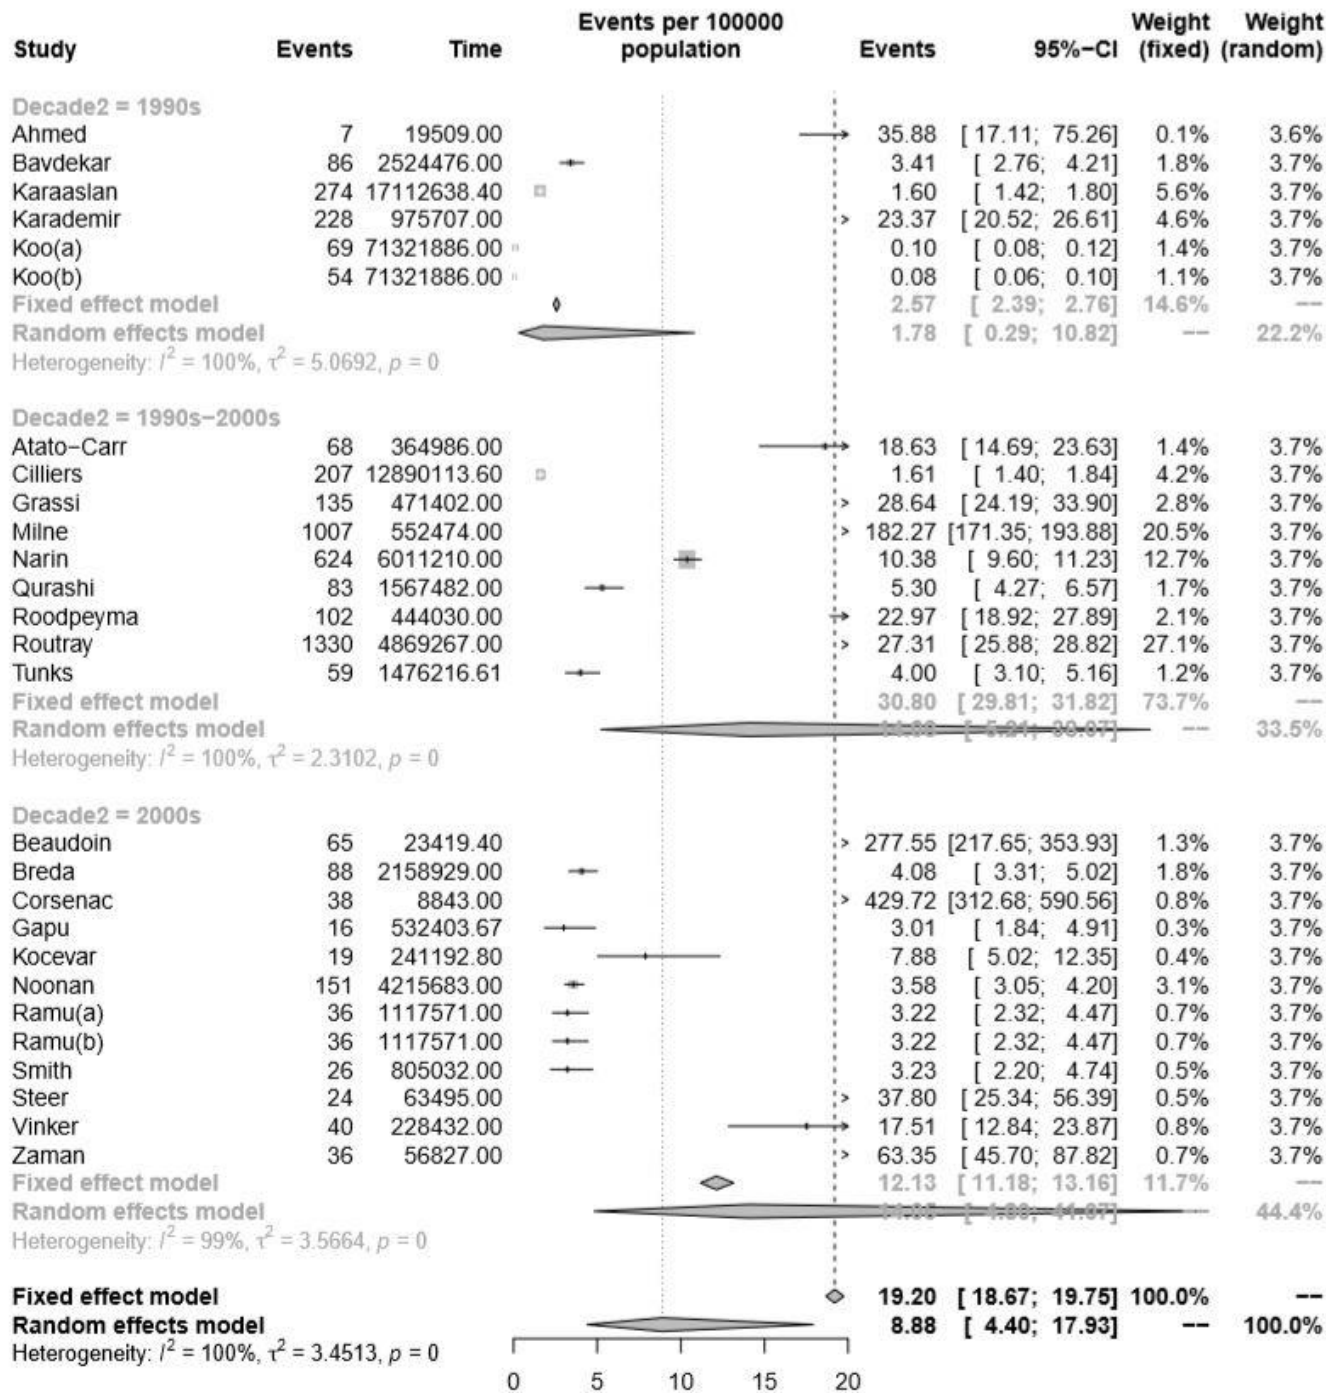 Events per 100000 Weight Weight
Study Events Time population Events 95%−CI (fixed) (random)
Decade2 = 1990s
Ahmed 7 19509.00 35.88 [ 17.11; 75.26] 0.1% 3.6%
Bavdekar 86 2524476.00 3.41 [ 2.76; 4.21] 1.8% 3.7%
Karaaslan 274 17112638.40 1.60 [ 1.42; 1.80] 5.6% 3.7%
Karademir 228 975707.00 23.37 [ 20.52; 26.61] 4.6% 3.7%
Koo(a) 69 71321886.00 0.10 [ 0.08; 0.12] 1.4% 3.7%
Koo(b) 54 71321886.00 0.08 [ 0.06; 0.10] 1.1% 3.7%
Fixed effect model 2.57 [ 2.39; 2.76] 14.6% −−
Random effects model 1.78 [ 0.29; 10.82] −− 22.2%
Heterogeneity: I² = 100%, τ² = 5.0692, p = 0
Decade2 = 1990s−2000s
Atato−Carr 68 364986.00 18.63 [ 14.69; 23.63] 1.4% 3.7%
Cilliers 207 12890113.60 1.61 [ 1.40; 1.84] 4.2% 3.7%
Grassi 135 471402.00 28.64 [ 24.19; 33.90] 2.8% 3.7%
Milne 1007 552474.00 182.27 [171.35; 193.88] 20.5% 3.7%
Narin 624 6011210.00 10.38 [ 9.60; 11.23] 12.7% 3.7%
Qurashi 83 1567482.00 5.30 [ 4.27; 6.57] 1.7% 3.7%
Roodpeyma 102 444030.00 22.97 [ 18.92; 27.89] 2.1% 3.7%
Routray 1330 4869267.00 27.31 [ 25.88; 28.82] 27.1% 3.7%
Tunks 59 1476216.61 4.00 [ 3.10; 5.16] 1.2% 3.7%
Fixed effect model 30.80 [ 29.81; 31.82] 73.7% −−
Random effects model −− 33.5%
Heterogeneity: I² = 100%, τ² = 2.3102, p = 0
Decade2 = 2000s
Beaudoin 65 23419.40 277.55 [217.65; 353.93] 1.3% 3.7%
Breda 88 2158929.00 4.08 [ 3.31; 5.02] 1.8% 3.7%
Corsenac 38 8843.00 429.72 [312.68; 590.56] 0.8% 3.7%
Gapu 16 532403.67 3.01 [ 1.84; 4.91] 0.3% 3.7%
Kocevar 19 241192.80 7.88 [ 5.02; 12.35] 0.4% 3.7%
Noonan 151 4215683.00 3.58 [ 3.05; 4.20] 3.1% 3.7%
Ramu(a) 36 1117571.00 3.22 [ 2.32; 4.47] 0.7% 3.7%
Ramu(b) 36 1117571.00 3.22 [ 2.32; 4.47] 0.7% 3.7%
Smith 26 805032.00 3.23 [ 2.20; 4.74] 0.5% 3.7%
Steer 24 63495.00 37.80 [ 25.34; 56.39] 0.5% 3.7%
Vinker 40 228432.00 17.51 [ 12.84; 23.87] 0.8% 3.7%
Zaman 36 56827.00 63.35 [ 45.70; 87.82] 0.7% 3.7%
Fixed effect model 12.13 [ 11.18; 13.16] 11.7% −−
Random effects model 44.4%
Heterogeneity: I² = 99%, τ² = 3.5664, p = 0
Fixed effect model 19.20 [ 18.67; 19.75] 100.0% −−
Random effects model 8.88 [ 4.40; 17.93] −− 100.0%
Heterogeneity: I² = 100%, τ² = 3.4513, p = 0
0 5 10 15 20